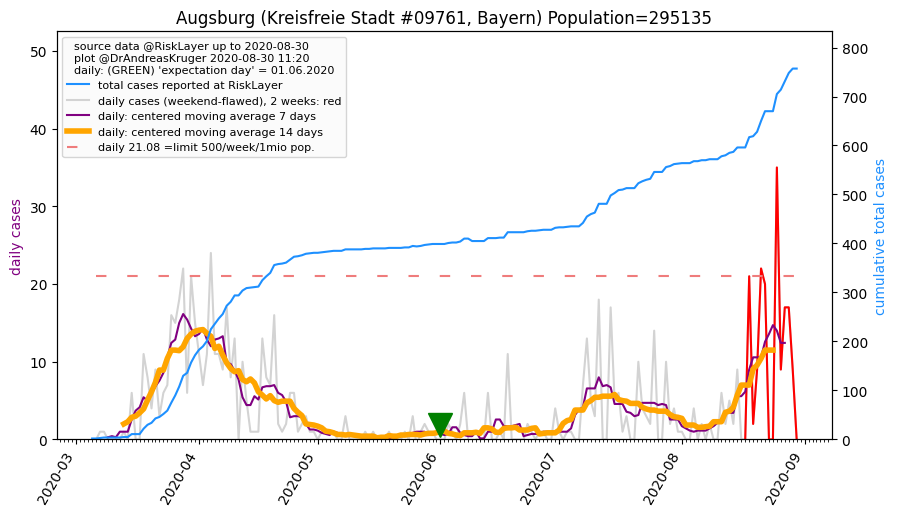 Augsburg (Kreisfreie Stadt #09761, Bayern) Population=295135
source data @RiskLayer up to 2020-08-30
plot @DrAndreasKruger 2020-08-30 11:20
daily: (GREEN) 'expectation day' = 01.06.2020
total cases reported at RiskLayer
daily cases (weekend-flawed), 2 weeks: red
daily: centered moving average 7 days
daily: centered moving average 14 days
daily 21.08 =limit 500/week/1mio pop.
daily cases
50
40
30
20
10
0
cumulative total cases
800
700
600
500
400
300
200
100
0
2020-03
2020-04
2020-05
2020-06
2020-07
2020-08
2020-09